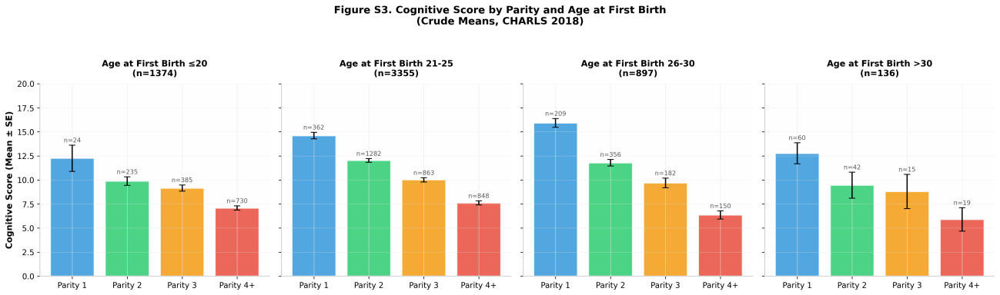 Figure S3. Cognitive Score by Parity and Age at First Birth
(Crude Means, CHARLS 2018)
Cognitive Score (Mean ± SE)
20.0
17.5
15.0
12.5
10.0
7.5
5.0
2.5
0.0
Age at First Birth ≤20
(n=1374)
n=24
n=235
n=385
n=730
Parity 1
Parity 2
Parity 3
Parity 4+
Age at First Birth 21-25
(n=3355)
n=362
n=1282
n=863
n=848
Parity 1
Parity 2
Parity 3
Parity 4+
Age at First Birth 26-30
(n=897)
n=209
n=356
n=182
n=150
Parity 1
Parity 2
Parity 3
Parity 4+
Age at First Birth >30
(n=136)
n=60
n=42
n=15
n=19
Parity 1
Parity 2
Parity 3
Parity 4+